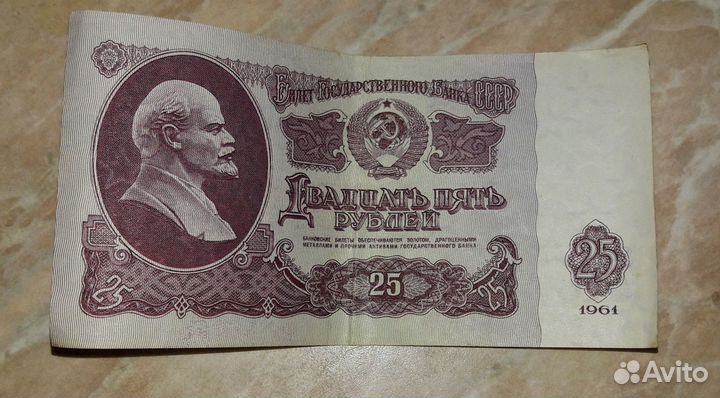 Билет Государственного Банка СССР
Двадцать пять
рублей
БАНКОВСКИЕ БИЛЕТЫ ОБЕСПЕЧИВАЮТСЯ ЗОЛОТОМ, ДРАГОЦЕННЫМИ
МЕТАЛЛАМИ И ПРОЧИМИ АКТИВАМИ ГОСУДАРСТВЕННОГО БАНКА
25
25
25
25
1961
Avito